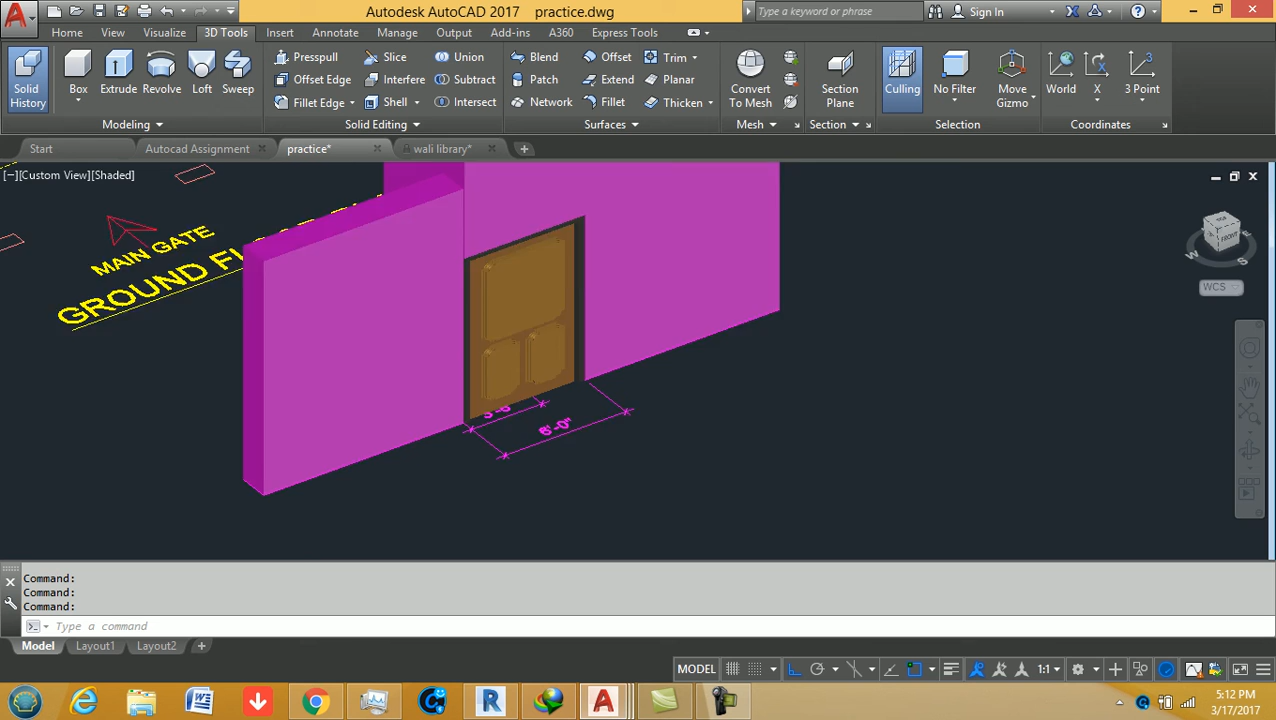 Autodesk AutoCAD 2017 practice.dwg
Type a keyword or phrase
Sign In
Home View Visualize 3D Tools Insert Annotate Manage Output Add-ins A360 Express Tools
Solid History
Box Extrude Revolve Loft Sweep
Presspull Slice Union
Offset Edge Interfere Subtract
Fillet Edge Shell Intersect
Blend Offset Trim
Patch Extend Planar
Network Fillet Thicken
Convert To Mesh
Section Plane
Culling No Filter Move Gizmo
World X 3 Point
Modeling Solid Editing Surfaces Mesh Section Selection Coordinates
Start Autocad Assignment practice* wali library*
[−][Custom View][Shaded]
MAIN GATE
GROUND FL
6'-0"
FRONT
W S
WCS
Command:
Command:
Command:
Type a command
Model Layout1 Layout2
MODEL 1:1
5:12 PM
3/17/2017